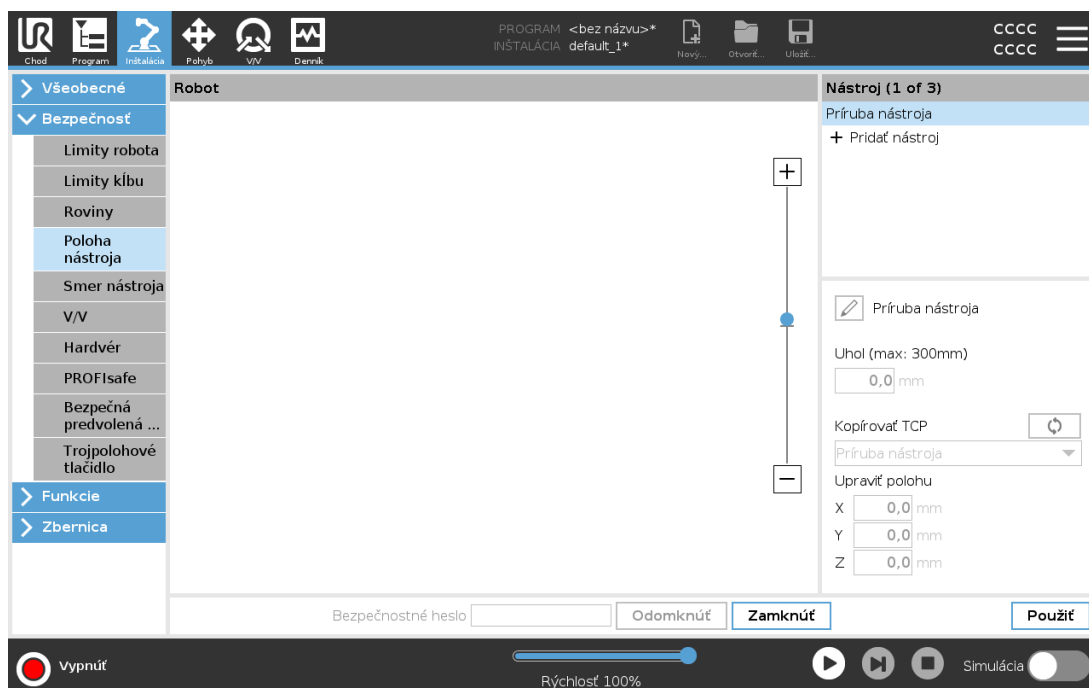 PROGRAM <bez názvu>*
INŠTALÁCIA default_1*
CCCC
CCCC
Chod
Program
Inštalácia
Pohyb
V/V
Denník
Nový...
Otvoriť...
Uložiť...
Všeobecné
Bezpečnosť
Limity robota
Limity kĺbu
Roviny
Poloha
nástroja
Smer nástroja
V/V
Hardvér
PROFIsafe
Bezpečná
predvolená ...
Trojpolohové
tlačidlo
Funkcie
Zbernica
Robot
Nástroj (1 of 3)
Príruba nástroja
+ Pridať nástroj
Príruba nástroja
Uhol (max: 300mm)
0,0 mm
Kopírovať TCP
Príruba nástroja
Upraviť polohu
X 0,0 mm
Y 0,0 mm
Z 0,0 mm
Bezpečnostné heslo
Odomknúť
Zamknúť
Použiť
Vypnúť
Rýchlosť 100%
Simulácia